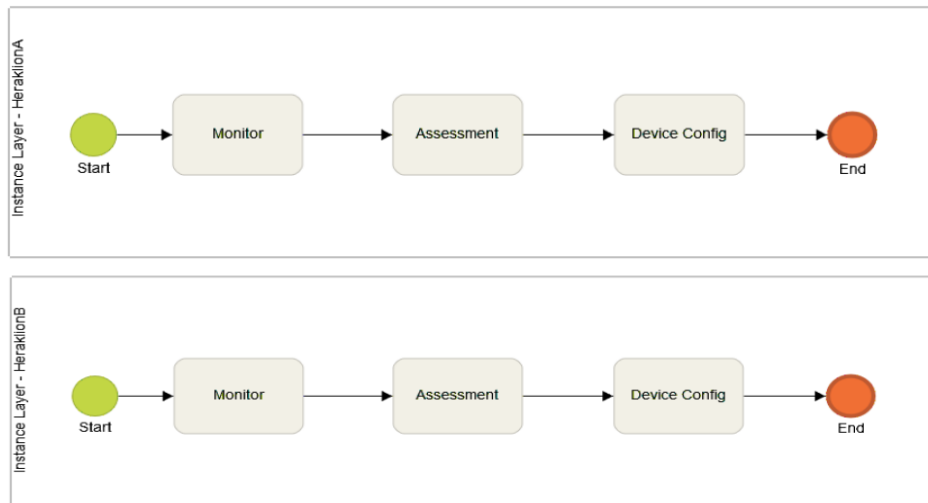 Instance Layer - HeraklionA
Monitor
Assessment
Device Config
Start
End
Instance Layer - HeraklionB
Monitor
Assessment
Device Config
Start
End